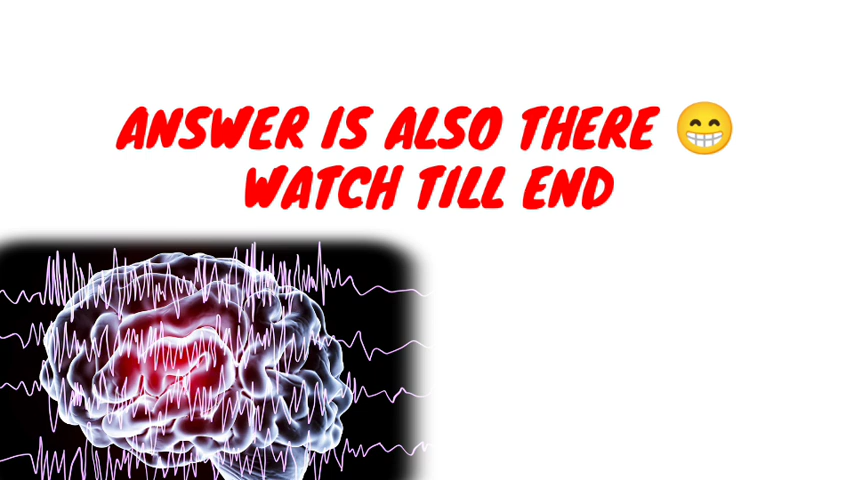 ANSWER IS ALSO THERE 😁
WATCH TILL END